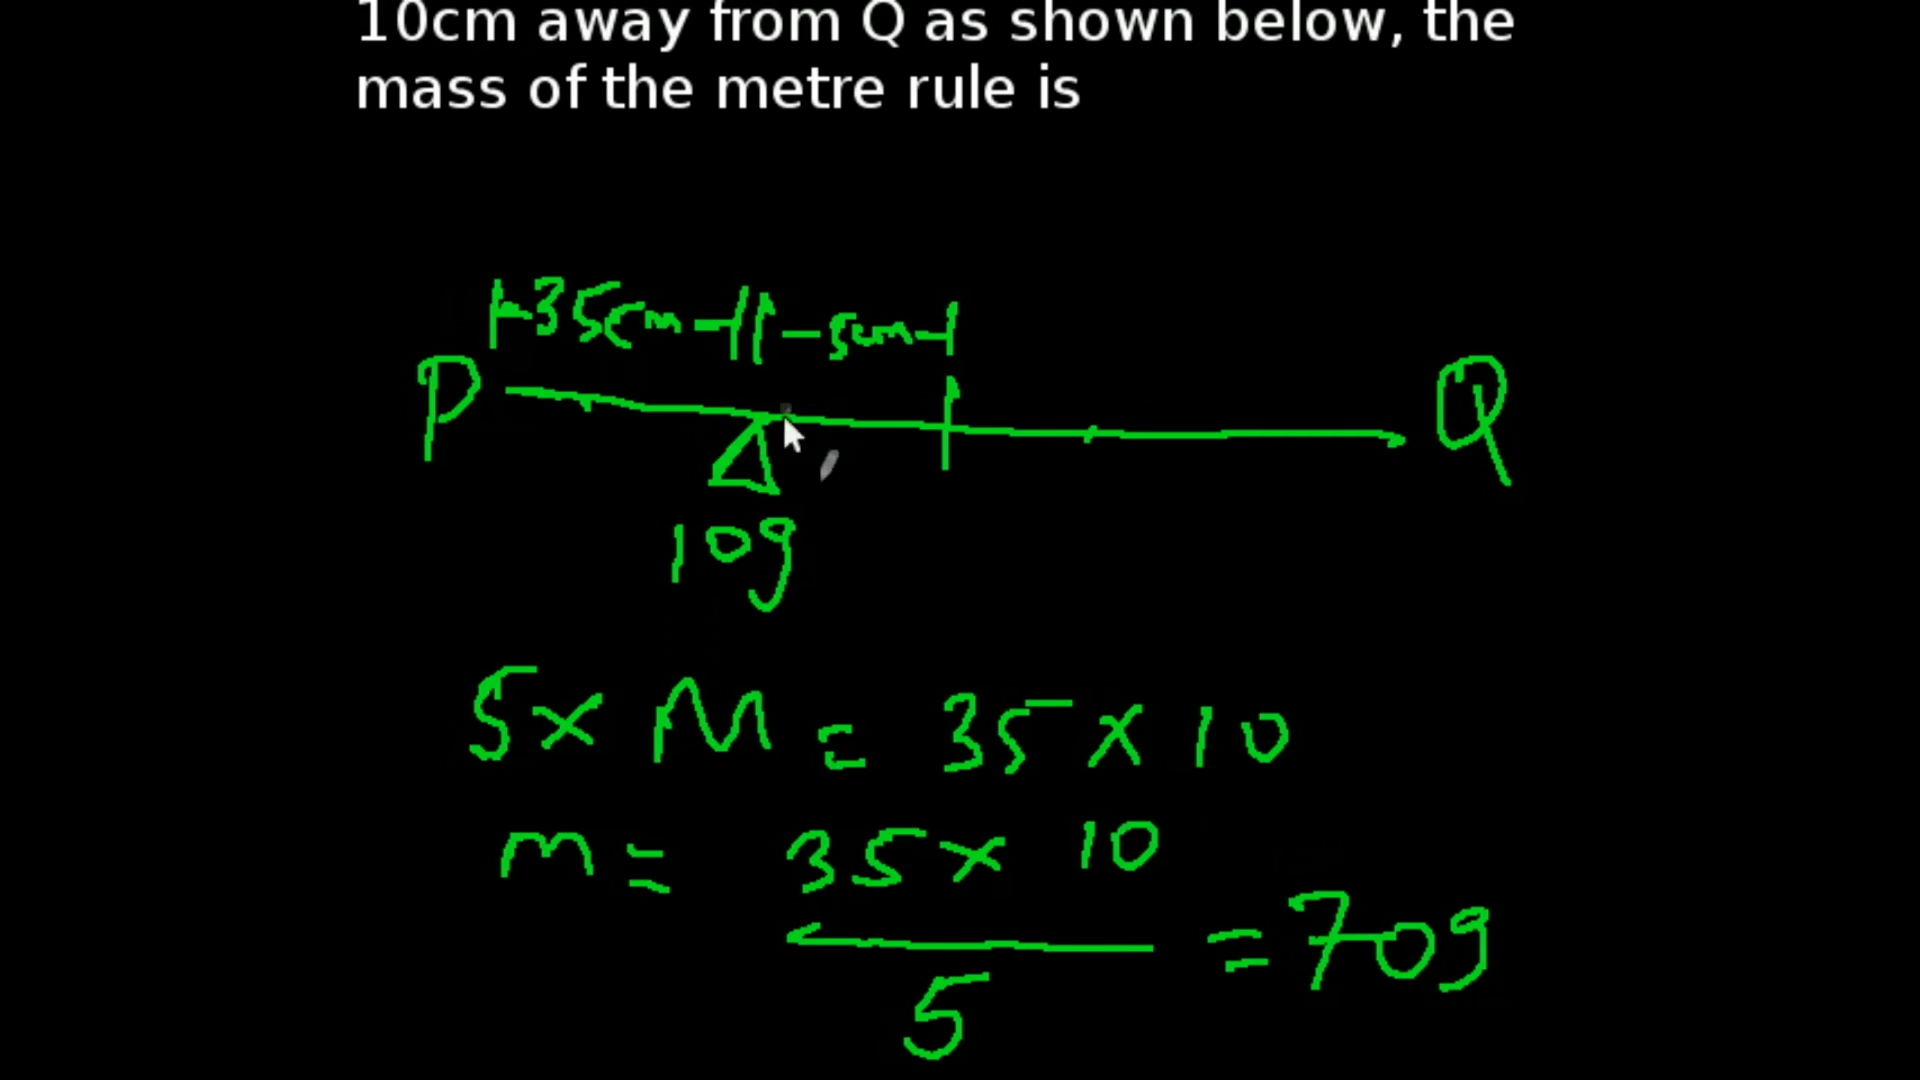 10cm away from Q as shown below, the
mass of the metre rule is
35cm 5cm
P Q
10g
5 x M = 35 x 10
m = 35 x 10
= 70g
5